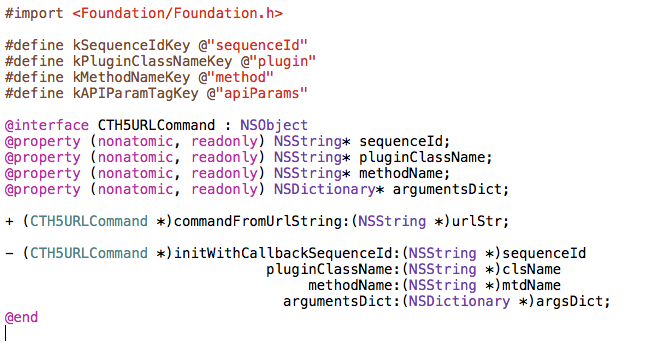 #import <Foundation/Foundation.h>
#define kSequenceIdKey @"sequenceId"
#define kPluginClassNameKey @"plugin"
#define kMethodNameKey @"method"
#define kAPIParamTagKey @"apiParams"
@interface CTH5URLCommand : NSObject
@property (nonatomic, readonly) NSString* sequenceId;
@property (nonatomic, readonly) NSString* pluginClassName;
@property (nonatomic, readonly) NSString* methodName;
@property (nonatomic, readonly) NSDictionary* argumentsDict;
+ (CTH5URLCommand *)commandFromUrlString:(NSString *)urlStr;
- (CTH5URLCommand *)initWithCallbackSequenceId:(NSString *)sequenceId
pluginClassName:(NSString *)clsName
methodName:(NSString *)mtdName
argumentsDict:(NSDictionary *)argsDict;
@end